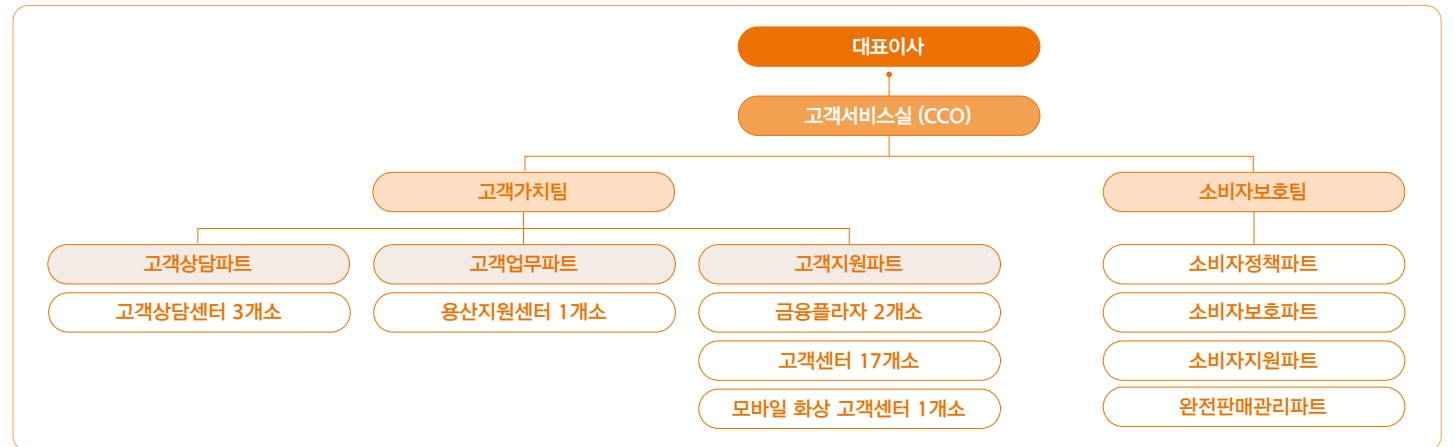 대표이사
고객서비스실 (CCO)
고객가치팀
소비자보호팀
고객상담파트
고객업무파트
고객지원파트
소비자정책파트
고객상담센터 3개소
용산지원센터 1개소
금융플라자 2개소
소비자보호파트
고객센터 17개소
소비자지원파트
모바일 화상 고객센터 1개소
완전판매관리파트